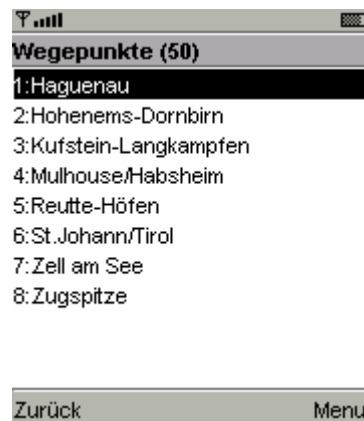 Wegepunkte (50)
1:Haguenau
2:Hohenems-Dornbirn
3:Kufstein-Langkampfen
4:Mulhouse/Habsheim
5:Reutte-Höfen
6:St.Johann/Tirol
7:Zell am See
8:Zugspitze
Zurück Menu